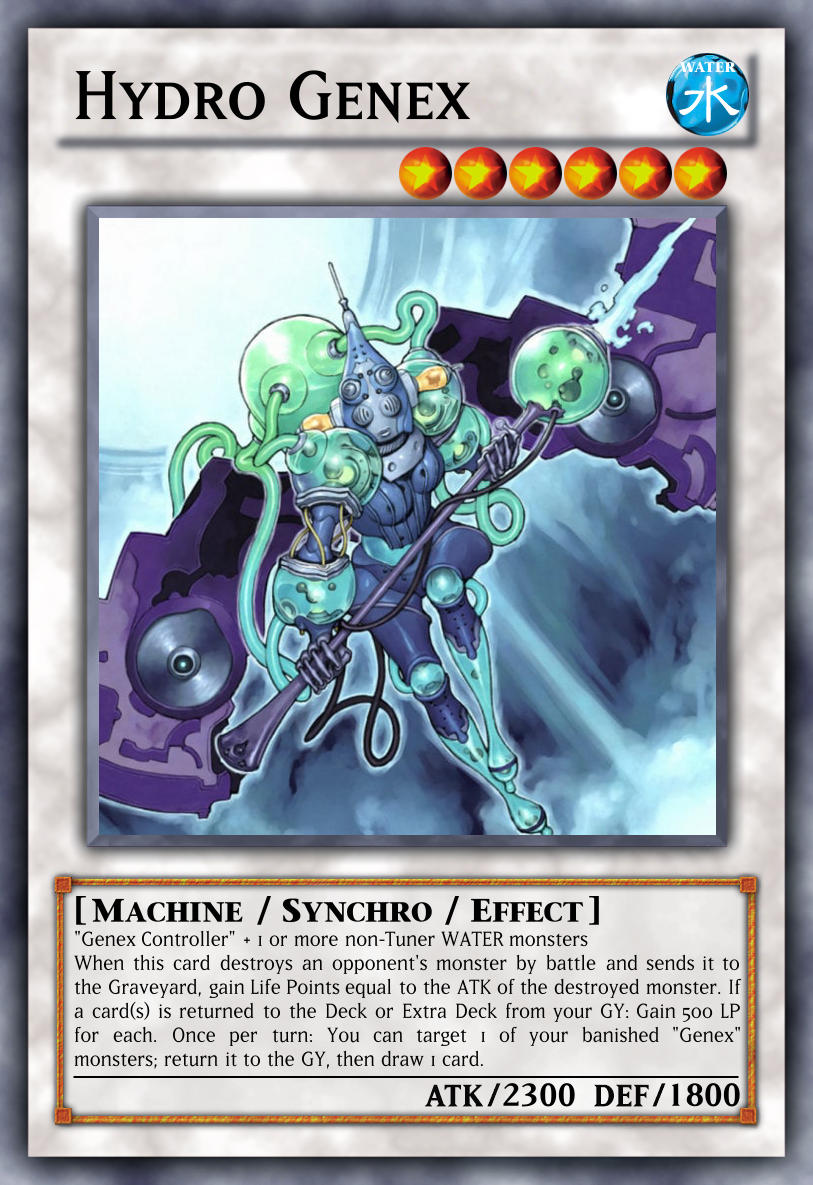 Hydro Genex
WATER
水
[ Machine / Synchro / Effect ]
"Genex Controller" + 1 or more non-Tuner WATER monsters
When this card destroys an opponent's monster by battle and sends it to
the Graveyard, gain Life Points equal to the ATK of the destroyed monster. If
a card(s) is returned to the Deck or Extra Deck from your GY: Gain 500 LP
for each. Once per turn: You can target 1 of your banished "Genex"
monsters; return it to the GY, then draw 1 card.
ATK/2300 DEF/1800